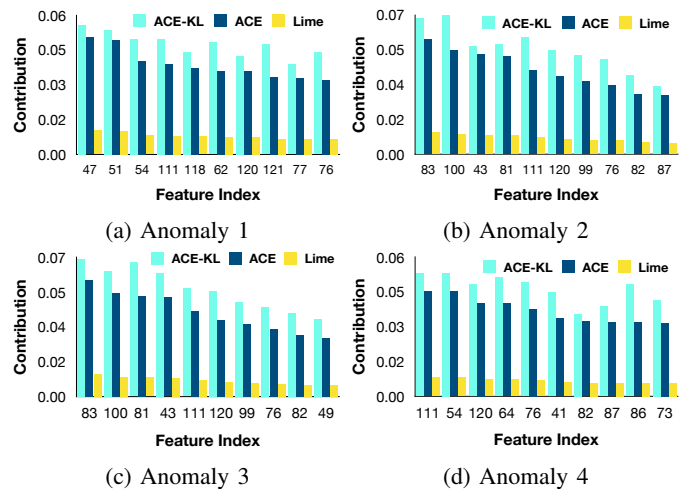 0.06 ACE-KL ACE Lime
0.05
0.03
0.02
0.00
Contribution
47 51 54 111 118 62 120 121 77 76
Feature Index
(a) Anomaly 1
0.07 ACE-KL ACE Lime
0.05
0.04
0.02
0.00
Contribution
83 100 43 81 111 120 99 76 82 87
Feature Index
(b) Anomaly 2
0.07 ACE-KL ACE Lime
0.05
0.04
0.02
0.00
Contribution
83 100 81 43 111 120 99 76 82 49
Feature Index
(c) Anomaly 3
0.06 ACE-KL ACE Lime
0.05
0.03
0.02
0.00
Contribution
111 54 120 64 76 41 82 87 86 73
Feature Index
(d) Anomaly 4